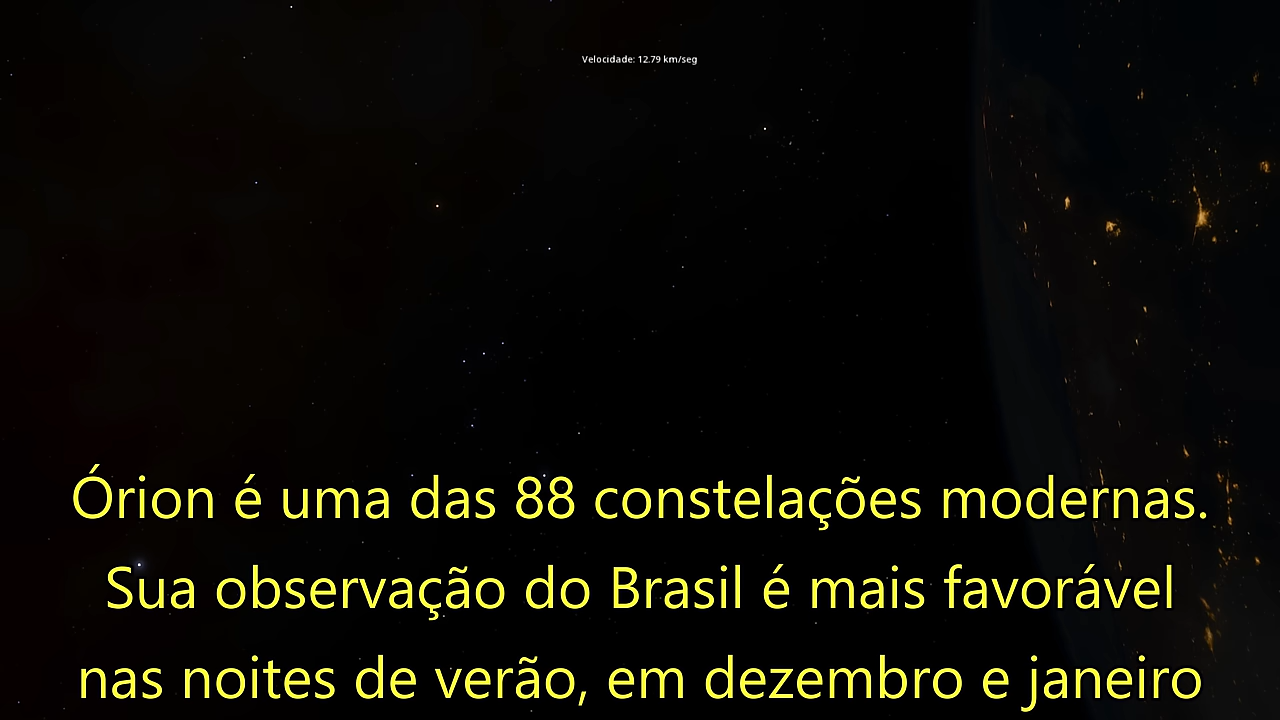 Velocidade: 12.79 km/seg
Órion é uma das 88 constelações modernas.
Sua observação do Brasil é mais favorável
nas noites de verão, em dezembro e janeiro